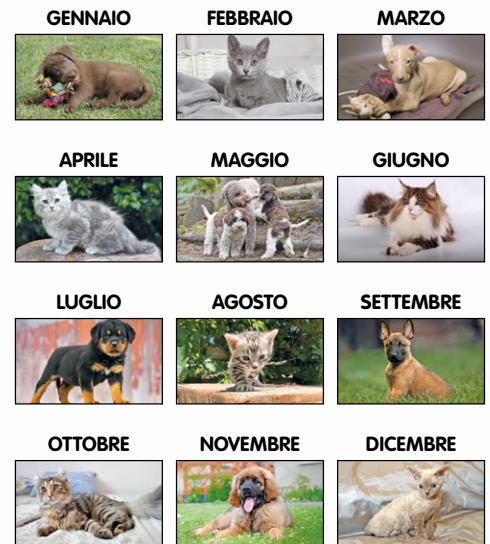 GENNAIO FEBBRAIO MARZO
APRILE MAGGIO GIUGNO
LUGLIO AGOSTO SETTEMBRE
OTTOBRE NOVEMBRE DICEMBRE